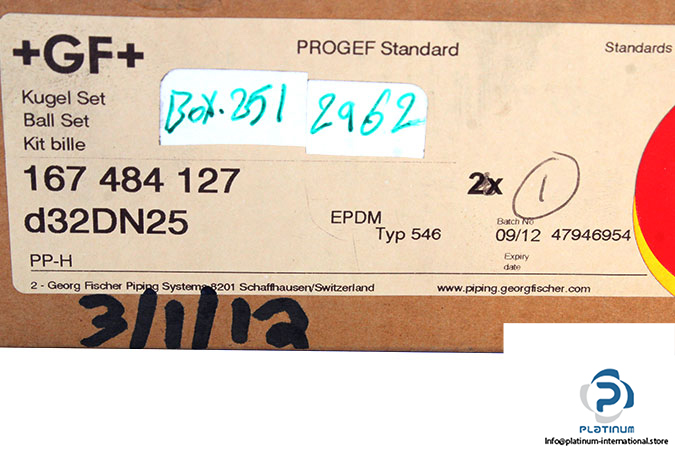 +GF+
PROGEF Standard
Standards
Kugel Set
Ball Set
Kit bille
Box.251
2962
167 484 127
2x
1
d32DN25
EPDM
Typ 546
Batch No
09/12 47946954
PP-H
Expiry
date
2 - Georg Fischer Piping Systems 8201 Schaffhausen/Switzerland
www.piping.georgfischer.com
3/1/12
PLATINUM
Info@platinum-international.store